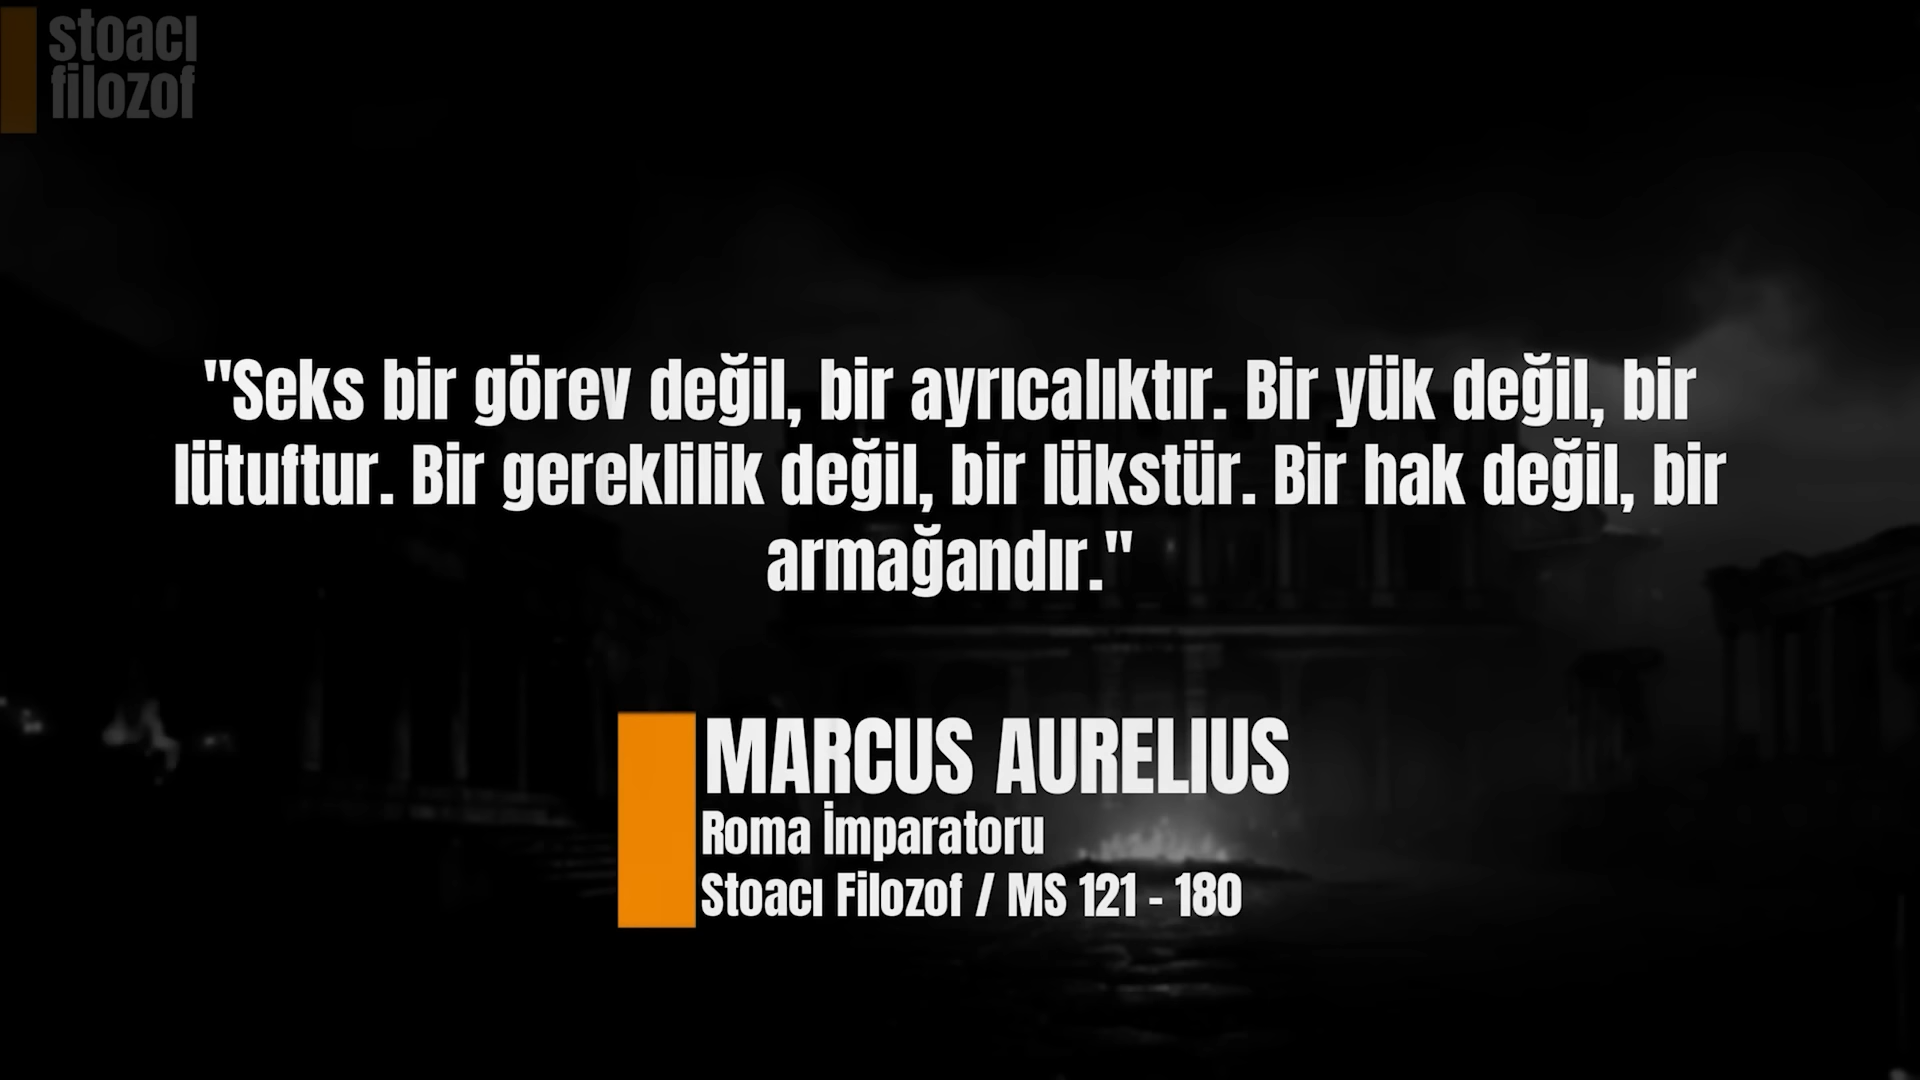 stoacı
filozof
"Seks bir görev değil, bir ayrıcalıktır. Bir yük değil, bir
lütuftur. Bir gereklilik değil, bir lükstür. Bir hak değil, bir
armağandır."
MARCUS AURELIUS
Roma İmparatoru
Stoacı Filozof / MS 121 - 180